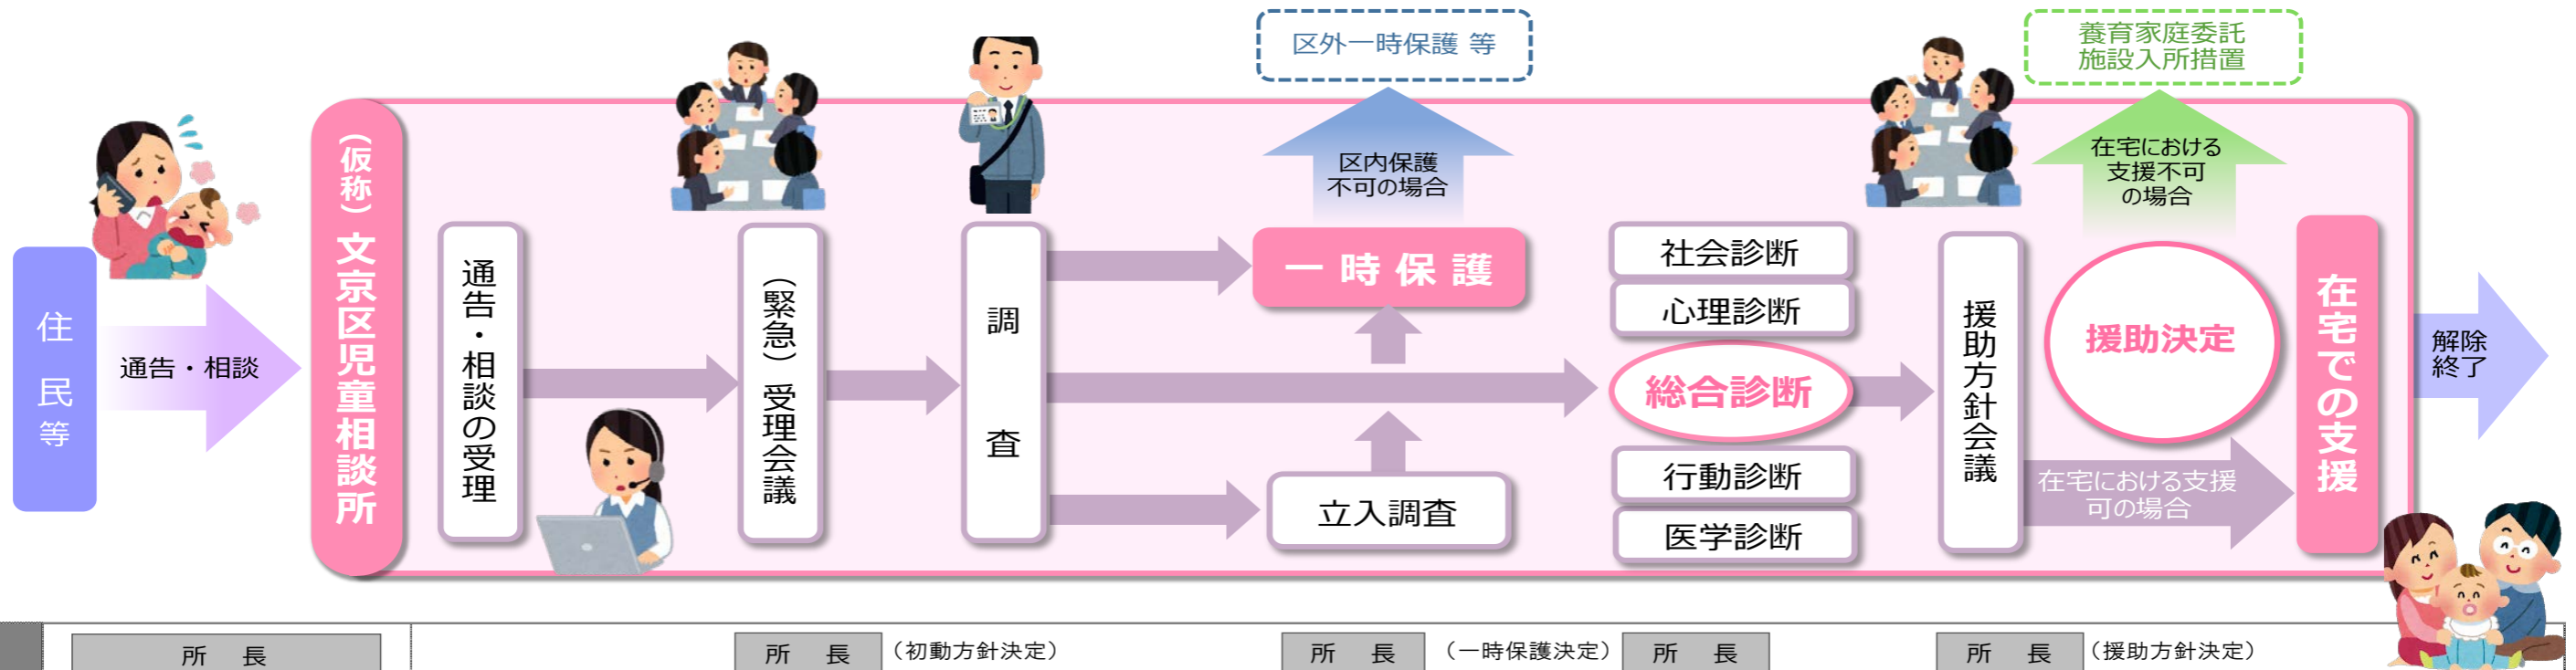 住民等
通告・相談
（仮称）文京区児童相談所
通告・相談の受理
（緊急）受理会議
調査
区外一時保護 等
区内保護
不可の場合
一時保護
立入調査
社会診断
心理診断
総合診断
行動診断
医学診断
援助方針会議
養育家庭委託
施設入所措置
在宅における
支援不可
の場合
援助決定
在宅における支援
可の場合
在宅での支援
解除
終了
所 長
所 長 （初動方針決定）
所 長 （一時保護決定）
所 長
所 長 （援助方針決定）